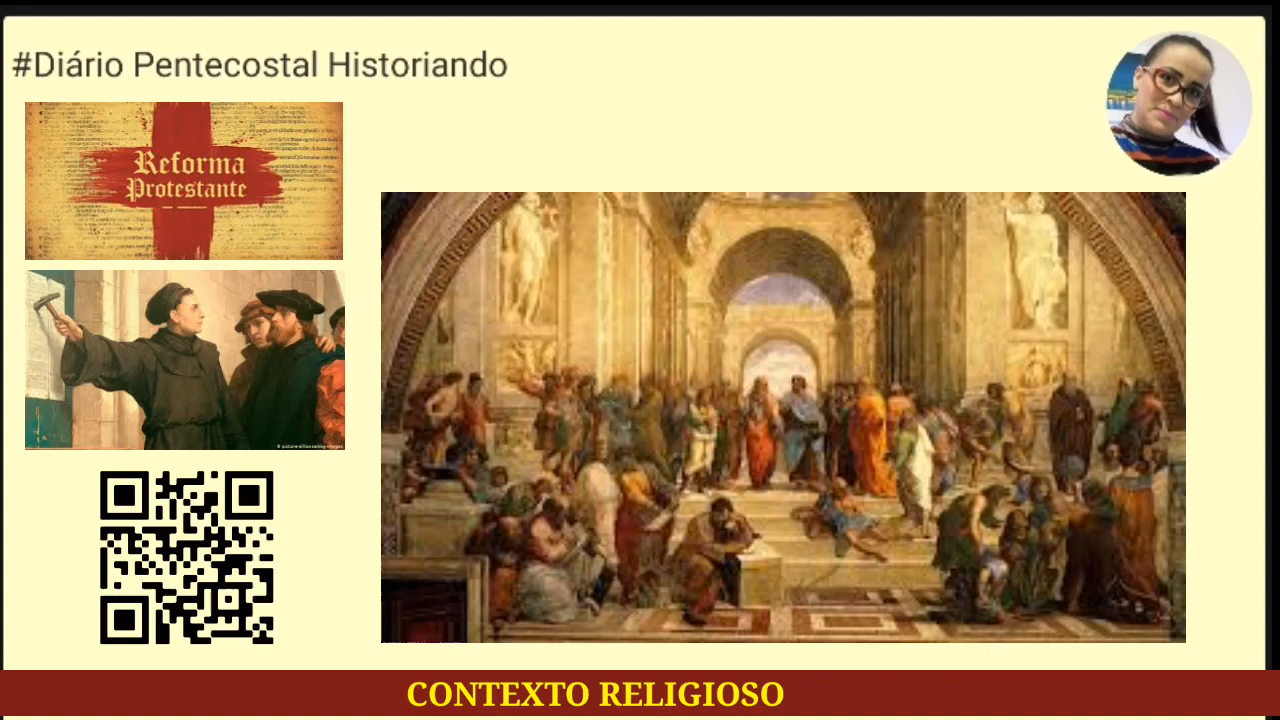 #Diário Pentecostal Historiando
Reforma
Protestante
CONTEXTO RELIGIOSO